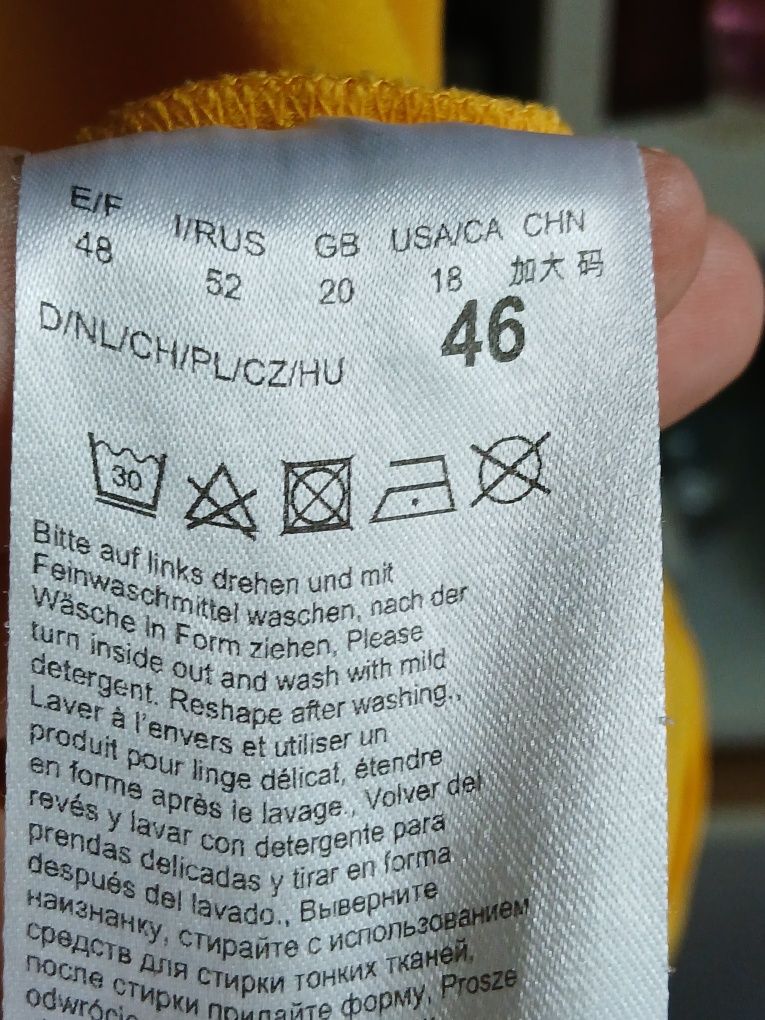 E/F I/RUS GB USA/CA CHN
48 52 20 18 加大码
D/NL/CH/PL/CZ/HU 46
30
Bitte auf links drehen und mit
Feinwaschmittel waschen, nach der
Wäsche in Form ziehen, Please
turn inside out and wash with mild
detergent. Reshape after washing.,
Laver à l'envers et utiliser un
produit pour linge délicat, étendre
en forme après le lavage., Volver del
revés y lavar con detergente para
prendas delicadas y tirar en forma
después del lavado., Выверните
наизнанку, стирайте с использованием
средств для стирки тонких тканей,
после стирки придайте форму, Prosze